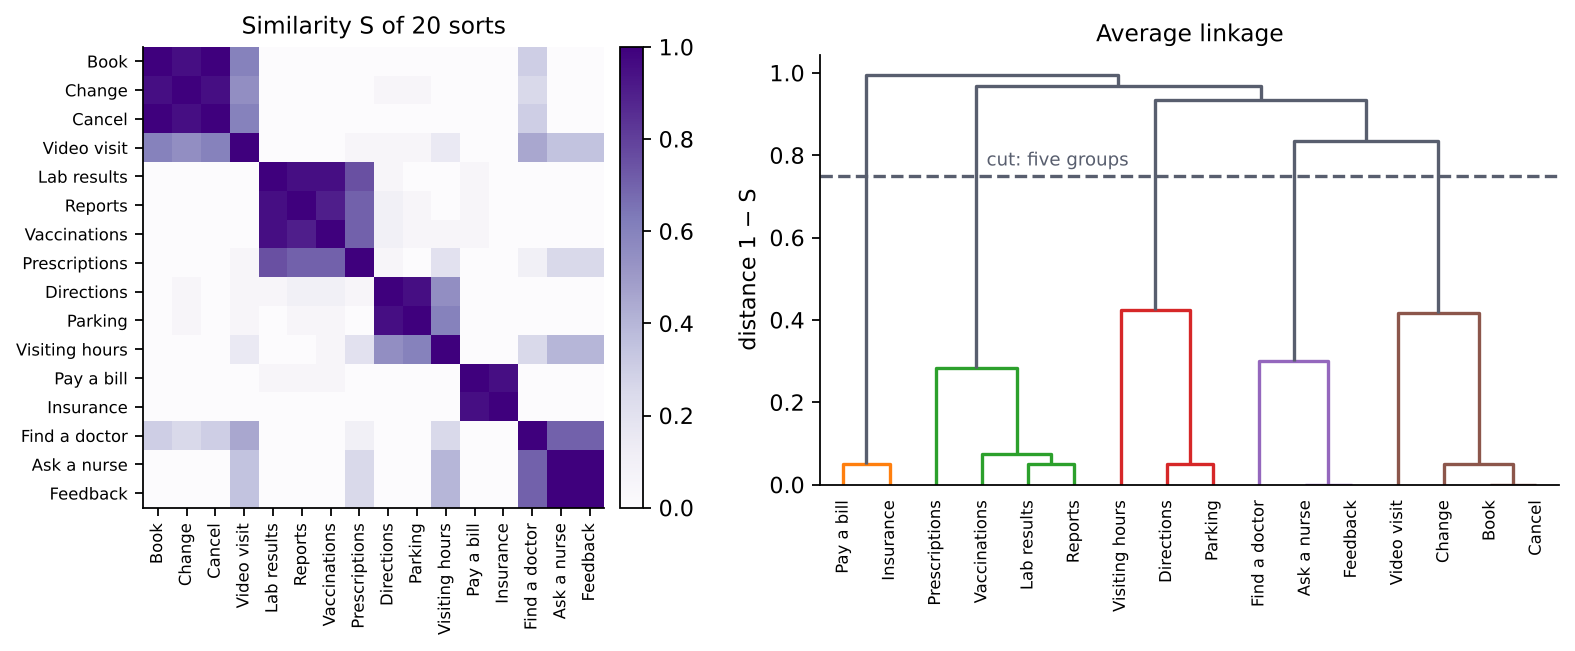 Similarity S of 20 sorts
Book
Change
Cancel
Video visit
Lab results
Reports
Vaccinations
Prescriptions
Directions
Parking
Visiting hours
Pay a bill
Insurance
Find a doctor
Ask a nurse
Feedback
Book
Change
Cancel
Video visit
Lab results
Reports
Vaccinations
Prescriptions
Directions
Parking
Visiting hours
Pay a bill
Insurance
Find a doctor
Ask a nurse
Feedback
1.0
0.8
0.6
0.4
0.2
0.0
Average linkage
distance 1 − S
1.0
0.8
0.6
0.4
0.2
0.0
cut: five groups
Pay a bill
Insurance
Prescriptions
Vaccinations
Lab results
Reports
Visiting hours
Directions
Parking
Find a doctor
Ask a nurse
Feedback
Video visit
Change
Book
Cancel